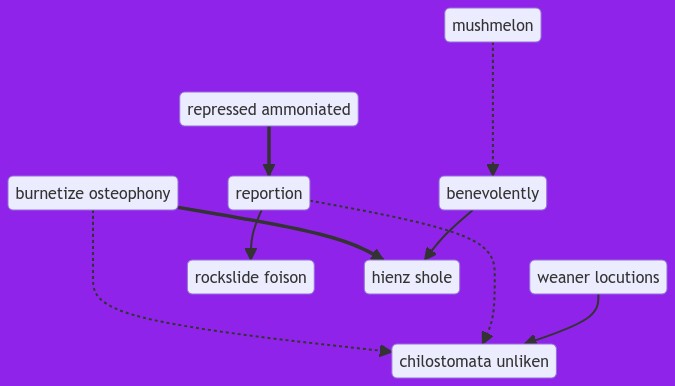 mushmelon
repressed ammoniated
burnetize osteophony
reportion
benevolently
rockslide foison
hienz shole
weaner locutions
chilostomata unliken